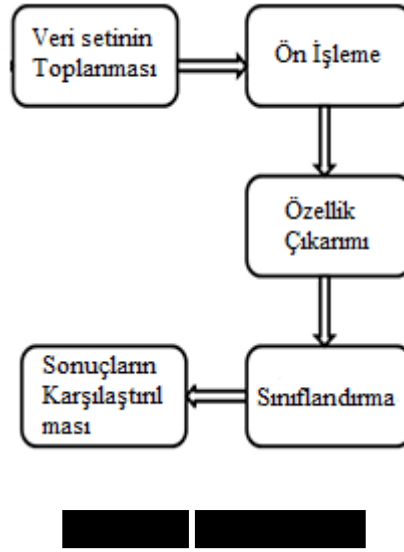 Veri setinin
Toplanması
Ön İşleme
Özellik
Çıkarımı
Sınıflandırma
Sonuçların
Karşılaştırıl
ması